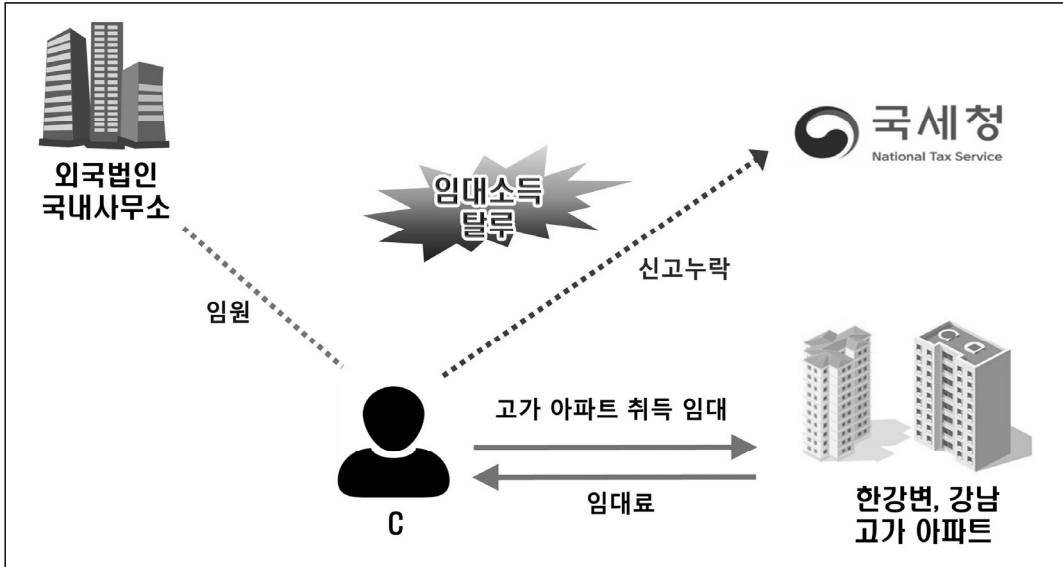 외국법인
국내사무소
국세청
National Tax Service
임대소득
탈루
신고누락
임원
고가 아파트 취득 임대
임대료
C
한강변, 강남
고가 아파트